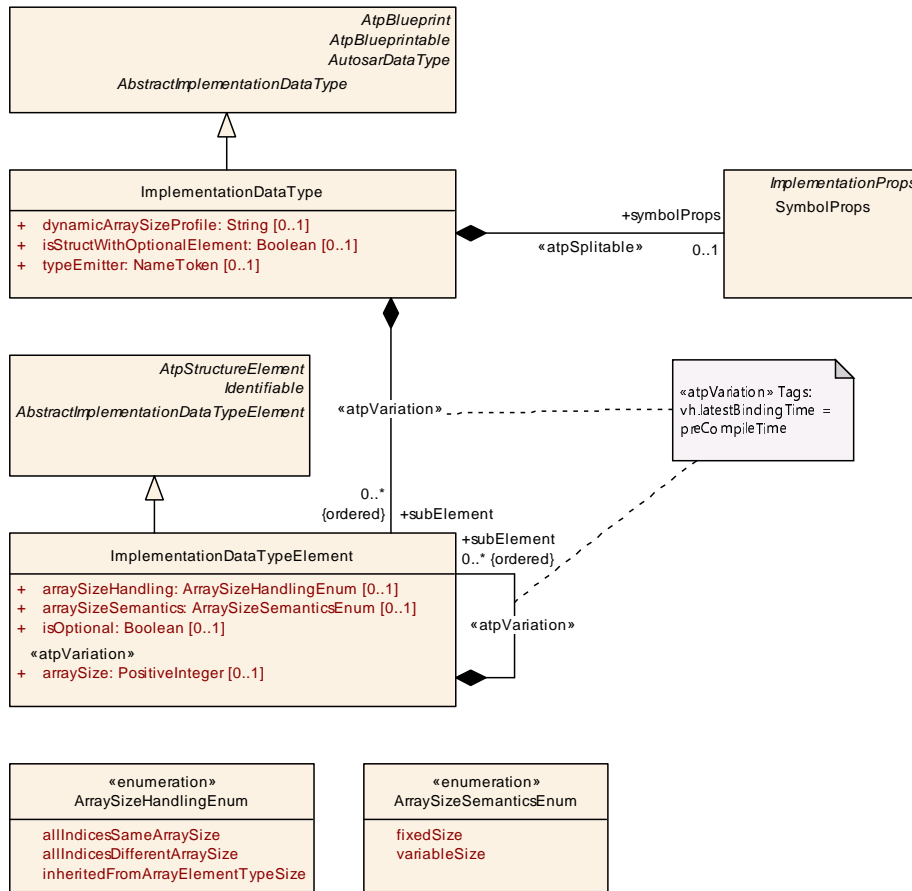 AtpBlueprint
AtpBlueprintable
AutosarDataType
AbstractImplementationDataType
ImplementationDataType
+ dynamicArraySizeProfile: String [0..1]
+ isStructWithOptionalElement: Boolean [0..1]
+ typeEmitter: NameToken [0..1]
+symbolProps
«atpSplitable»
0..1
ImplementationProps
SymbolProps
AtpStructureElement
Identifiable
AbstractImplementationDataTypeElement
«atpVariation»
«atpVariation» Tags:
vh.latestBindingTime =
preCompileTime
0..*
{ordered}
+subElement
ImplementationDataTypeElement
+ arraySizeHandling: ArraySizeHandlingEnum [0..1]
+ arraySizeSemantics: ArraySizeSemanticsEnum [0..1]
+ isOptional: Boolean [0..1]
«atpVariation»
+ arraySize: PositiveInteger [0..1]
+subElement
0..* {ordered}
«atpVariation»
«enumeration»
ArraySizeHandlingEnum
allIndicesSameArraySize
allIndicesDifferentArraySize
inheritedFromArrayElementTypeSize
«enumeration»
ArraySizeSemanticsEnum
fixedSize
variableSize